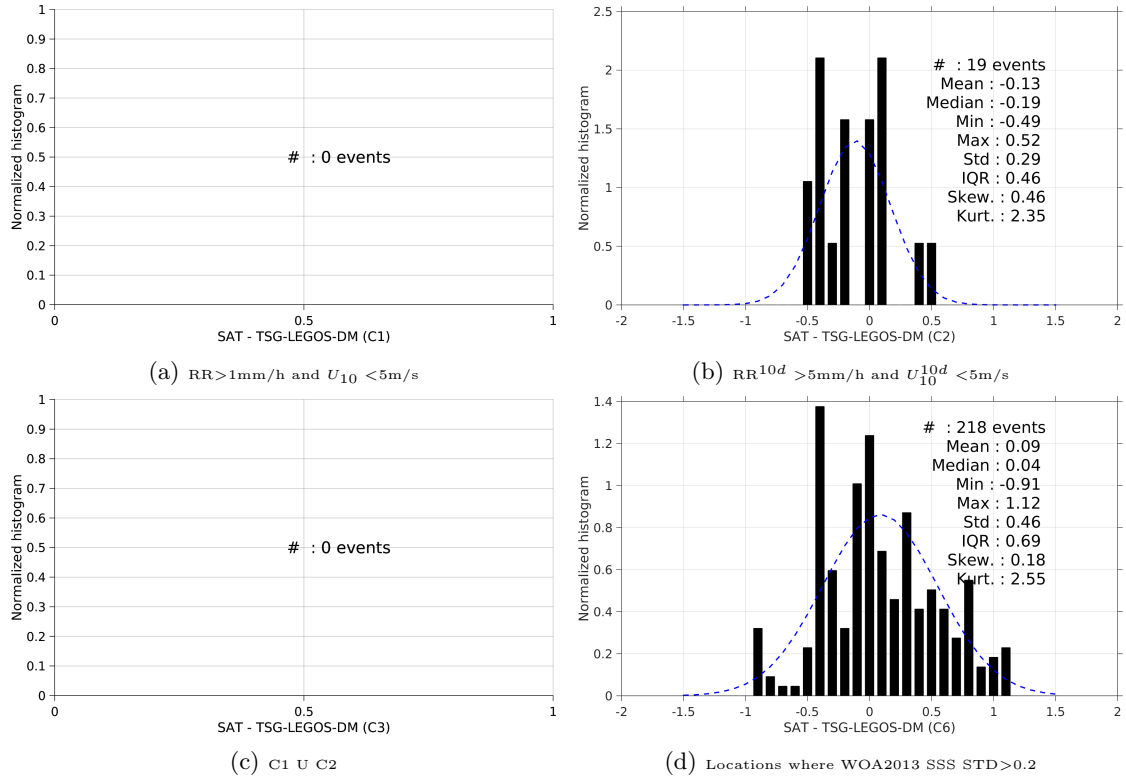 1
0.9
0.8
0.7
0.6
0.5
0.4
0.3
0.2
0.1
0
Normalized histogram
# : 0 events
0 0.5 1
SAT - TSG-LEGOS-DM (C1)
(a) RR>1mm/h and U10 <5m/s
2.5
2
1.5
1
0.5
0
Normalized histogram
# : 19 events
Mean : -0.13
Median : -0.19
Min : -0.49
Max : 0.52
Std : 0.29
IQR : 0.46
Skew. : 0.46
Kurt. : 2.35
-2 -1.5 -1 -0.5 0 0.5 1 1.5 2
SAT - TSG-LEGOS-DM (C2)
(b) RR10d >5mm/h and U10d10 <5m/s
1
0.9
0.8
0.7
0.6
0.5
0.4
0.3
0.2
0.1
0
Normalized histogram
# : 0 events
0 0.5 1
SAT - TSG-LEGOS-DM (C3)
(c) C1 U C2
1.4
1.2
1
0.8
0.6
0.4
0.2
0
Normalized histogram
# : 218 events
Mean : 0.09
Median : 0.04
Min : -0.91
Max : 1.12
Std : 0.46
IQR : 0.69
Skew. : 0.18
Kurt. : 2.55
-2 -1.5 -1 -0.5 0 0.5 1 1.5 2
SAT - TSG-LEGOS-DM (C6)
(d) Locations where WOA2013 SSS STD>0.2